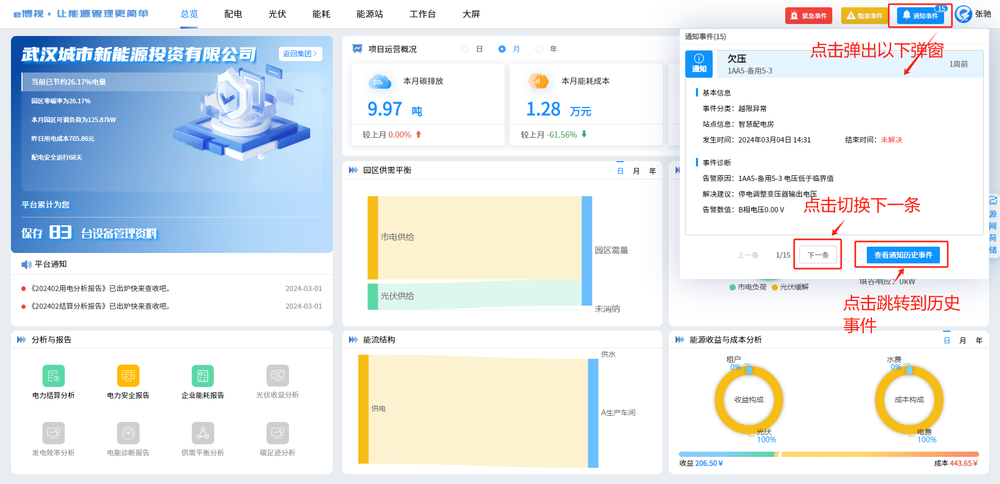 e博视,让能源管理更简单
总览
配电
光伏
能耗
能源站
工作台
大屏
紧急事件
隐患事件
通知事件
15
张驰
武汉城市新能源投资有限公司
返回集团
当前已节约26.17%电量
园区零碳率为26.17%
本月园区可调负荷为125.87kW
昨日用电成本705.86元
配电安全运行68天
平台累计为您
保存 83 台设备管理资料
平台通知
《202402用电分析报告》已出炉快来查收吧。 2024-03-01
《202402结算分析报告》已出炉快来查收吧。 2024-03-01
分析与报告
电力结算分析
电力安全报告
企业能耗报告
光伏收益分析
发电效率分析
电能诊断报告
供需平衡分析
碳足迹分析
项目运营概况
日
月
年
CO₂
本月碳排放
9.97 吨
较上月 0.00%
本月能耗成本
1.28 万元
较上月 -61.56%
园区供需平衡
日
月
年
市电供给
光伏供给
园区需量
未消纳
能流结构
供电
供水
A生产车间
通知事件(15)
点击弹出以下弹窗
通知
欠压
1AA5-备用5-3
1周前
基本信息
事件分类：越限异常
站点信息：智慧配电房
发生时间：2024年03月04日 14:31
结束时间：未解决
事件诊断
告警原因：1AA5-备用5-3 电压低于临界值
解决建议：停电调整变压器输出电压
告警数值：B相电压0.00 V
点击切换下一条
上一条
1/15
下一条
查看通知历史事件
源
网
荷
储
市电负荷
光伏缓解
填谷响应：0kW
点击跳转到历史
事件
能源收益与成本分析
日
月
年
租户
0%
收益构成
光伏
100%
水费
0%
成本构成
电费
100%
收益 206.50￥
成本 443.65￥